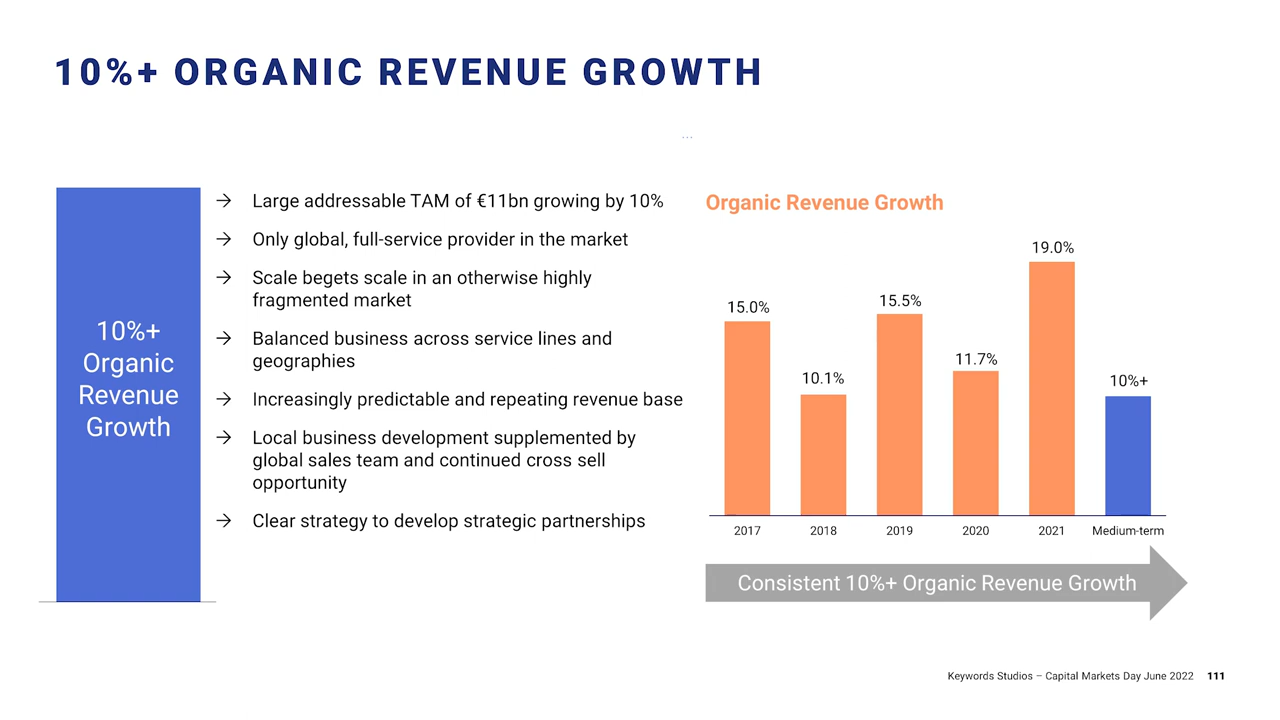 10%+ ORGANIC REVENUE GROWTH
...
10%+
Organic
Revenue
Growth
→ Large addressable TAM of €11bn growing by 10%
→ Only global, full-service provider in the market
→ Scale begets scale in an otherwise highly
fragmented market
→ Balanced business across service lines and
geographies
→ Increasingly predictable and repeating revenue base
→ Local business development supplemented by
global sales team and continued cross sell
opportunity
→ Clear strategy to develop strategic partnerships
Organic Revenue Growth
15.0%
10.1%
15.5%
11.7%
19.0%
10%+
2017 2018 2019 2020 2021 Medium-term
Consistent 10%+ Organic Revenue Growth
Keywords Studios – Capital Markets Day June 2022 111